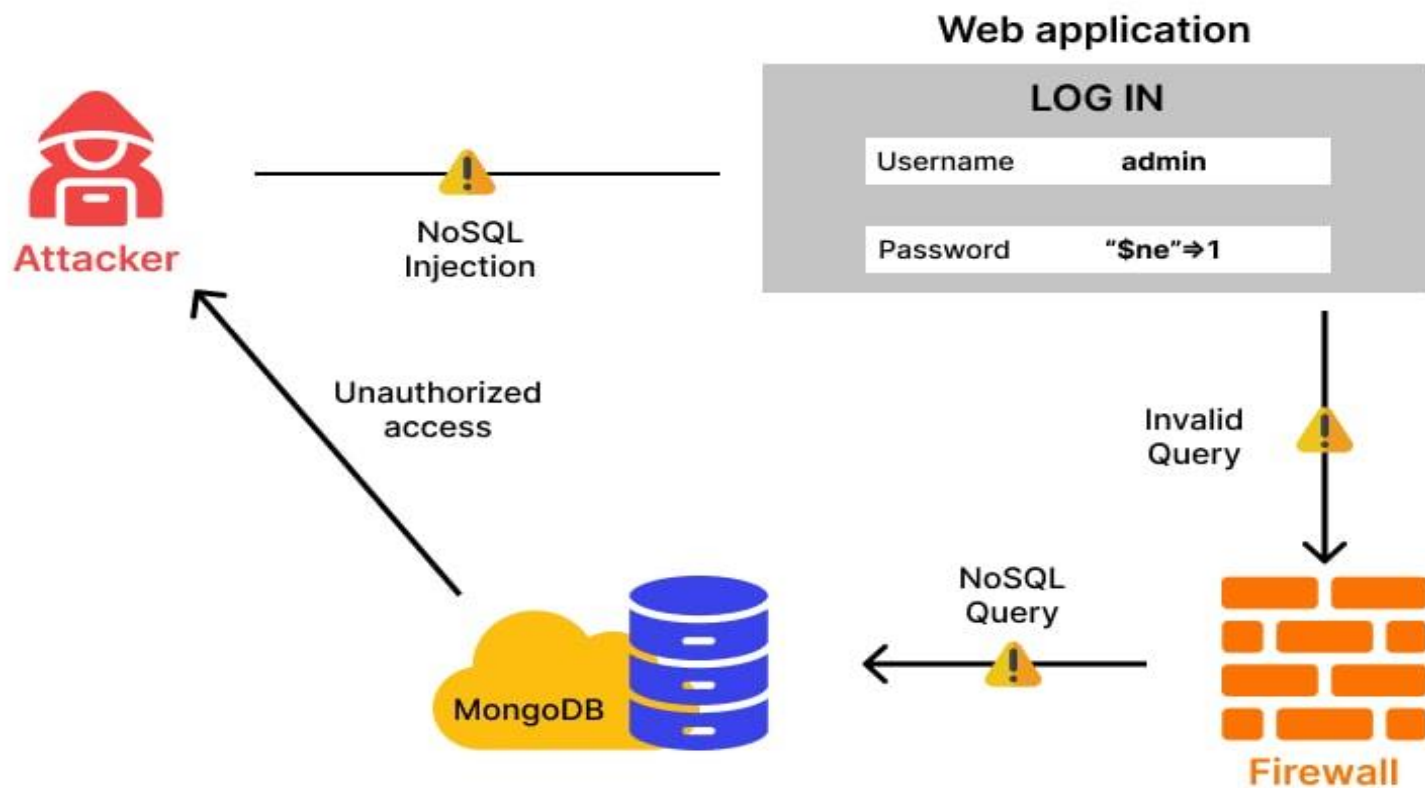 Web application
LOG IN
Username admin
Password “$ne”⇒1
Attacker
NoSQL
Injection
Unauthorized
access
Invalid
Query
NoSQL
Query
MongoDB
Firewall